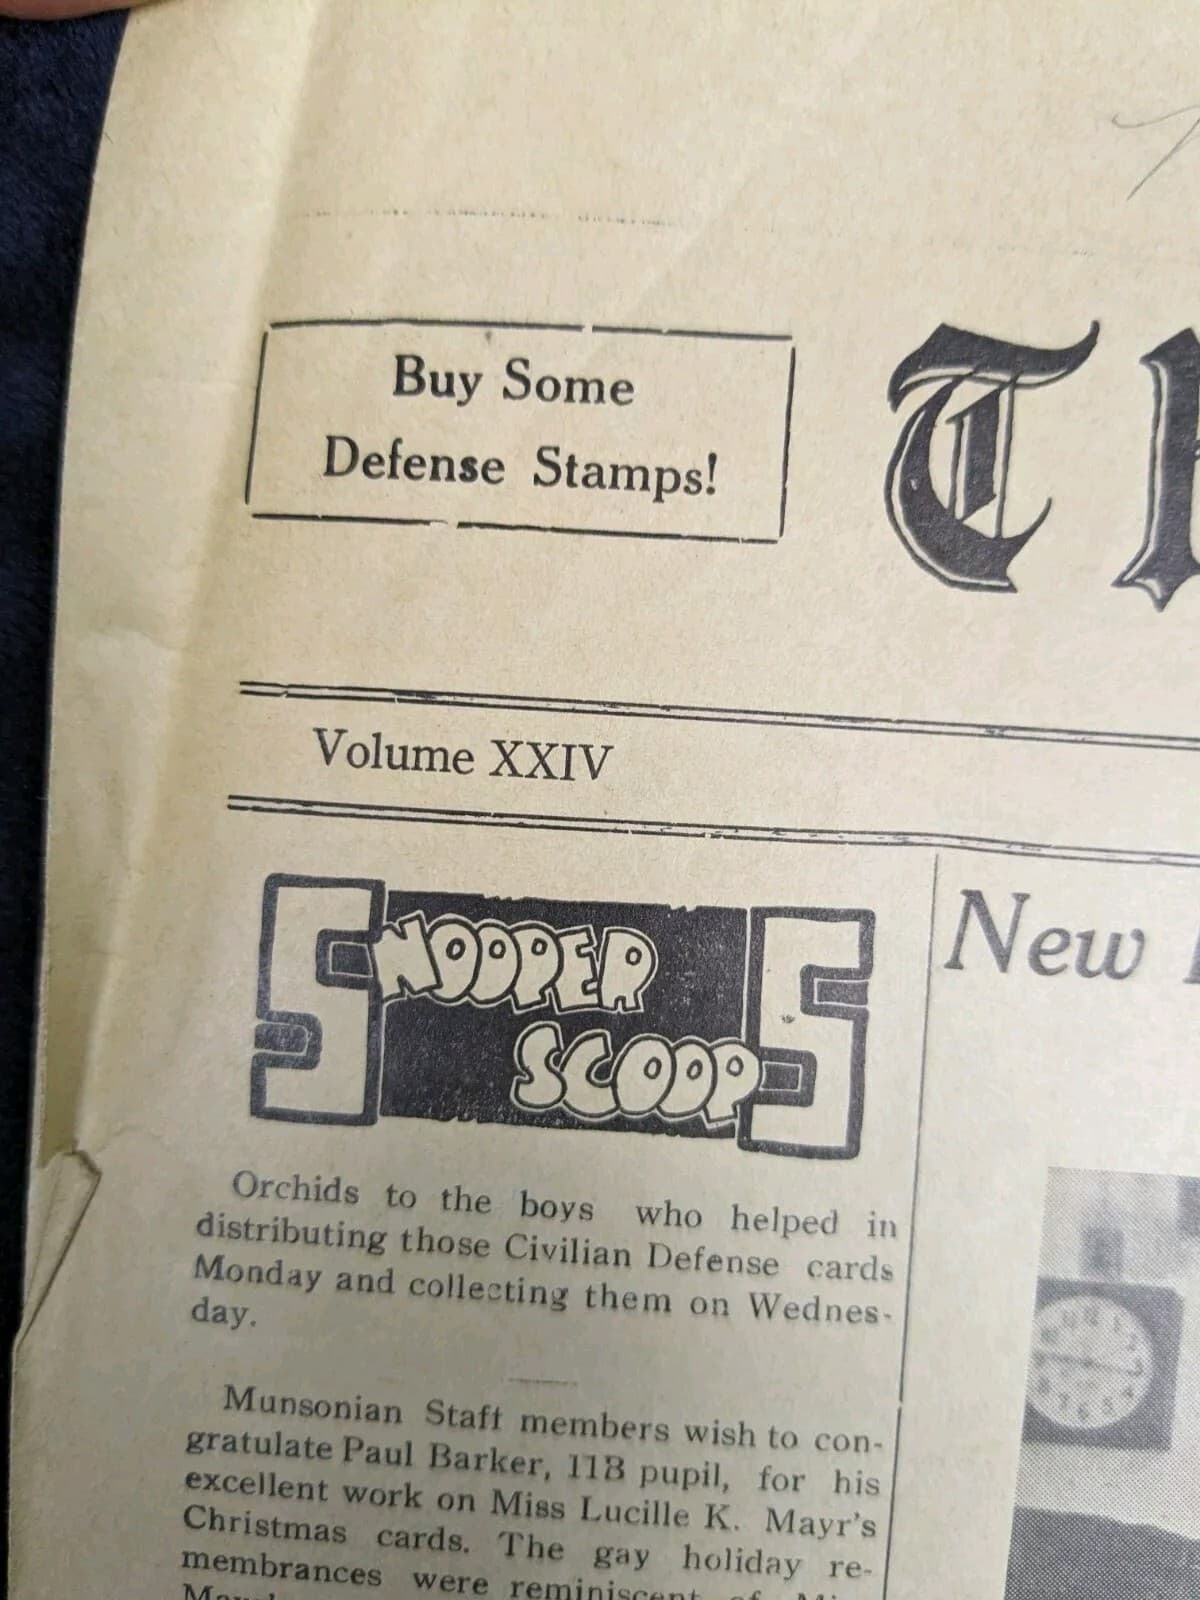 Buy Some
Defense Stamps!
Volume XXIV
SNOOPER
SCOOPS
New
Orchids to the boys who helped in
distributing those Civilian Defense cards
Monday and collecting them on Wednes-
day.
Munsonian Staff members wish to con-
gratulate Paul Barker, 11B pupil, for his
excellent work on Miss Lucille K. Mayr's
Christmas cards. The gay holiday re-
membrances were reminiscent of